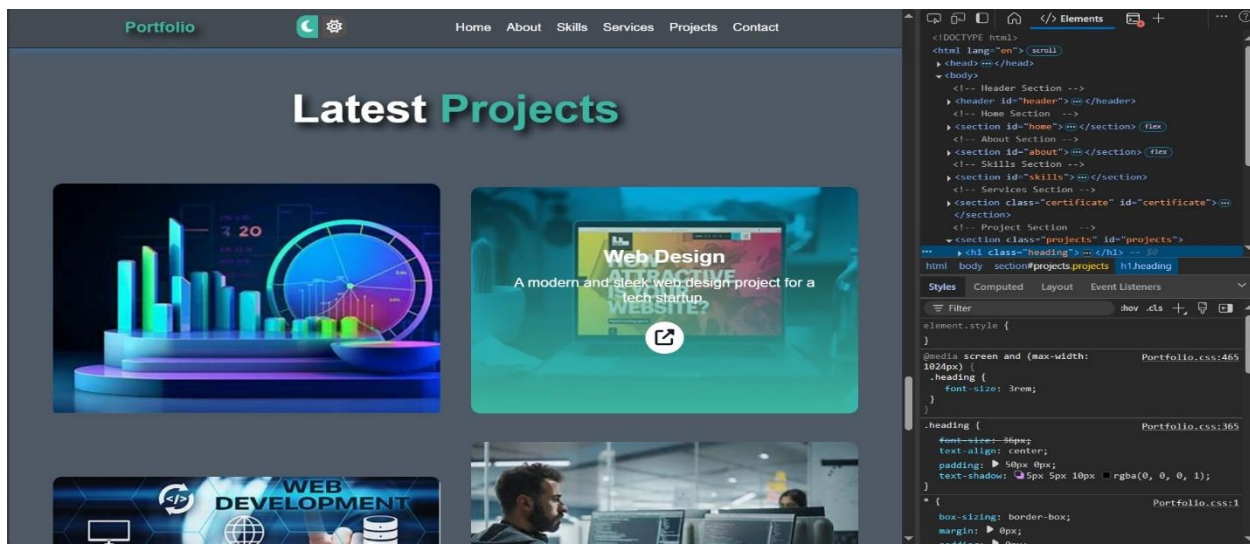 Portfolio
Home About Skills Services Projects Contact
Latest Projects
20
Web Design
A modern and sleek web design project for a
tech startup.
HOW
ATTRACTIVE
IS YOUR
WEBSITE?
WEB
DEVELOPMENT
</> Elements
<!DOCTYPE html>
<html lang="en"> scroll
<head> ⋯ </head>
<body>
<!-- Header Section -->
<header id="header"> ⋯ </header>
<!-- Home Section -->
<section id="home"> ⋯ </section> flex
<!-- About Section -->
<section id="about"> ⋯ </section> flex
<!-- Skills Section -->
<section id="skills"> ⋯ </section>
<!-- Services Section -->
<section class="certificate" id="certificate"> ⋯
</section>
<!-- Project Section -->
<section class="projects" id="projects">
⋯ <h1 class="heading"> ⋯ </h1> == $0
html body section#projects.projects h1.heading
Styles Computed Layout Event Listeners
Filter :hov .cls
element.style {
}
@media screen and (max-width: Portfolio.css:465
1024px) {
.heading {
font-size: 3rem;
}
}
.heading { Portfolio.css:365
font-size: 36px;
text-align: center;
padding: 50px 0px;
text-shadow: 5px 5px 10px rgba(0, 0, 0, 1);
}
* { Portfolio.css:1
box-sizing: border-box;
margin: 0px;
padding: 0px;